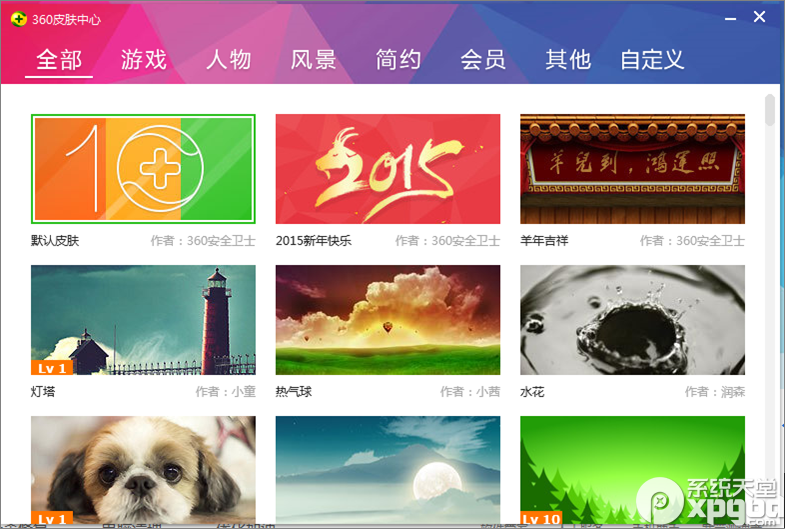 360皮肤中心
全部 游戏 人物 风景 简约 会员 其他 自定义
10
2015
羊兒到，鸿運照
默认皮肤 作者：360安全卫士
2015新年快乐 作者：360安全卫士
羊年吉祥 作者：360安全卫士
Lv 1
灯塔 作者：小童
热气球 作者：小茜
水花 作者：润森
Lv 1
Lv 10
系统天堂
xpgod